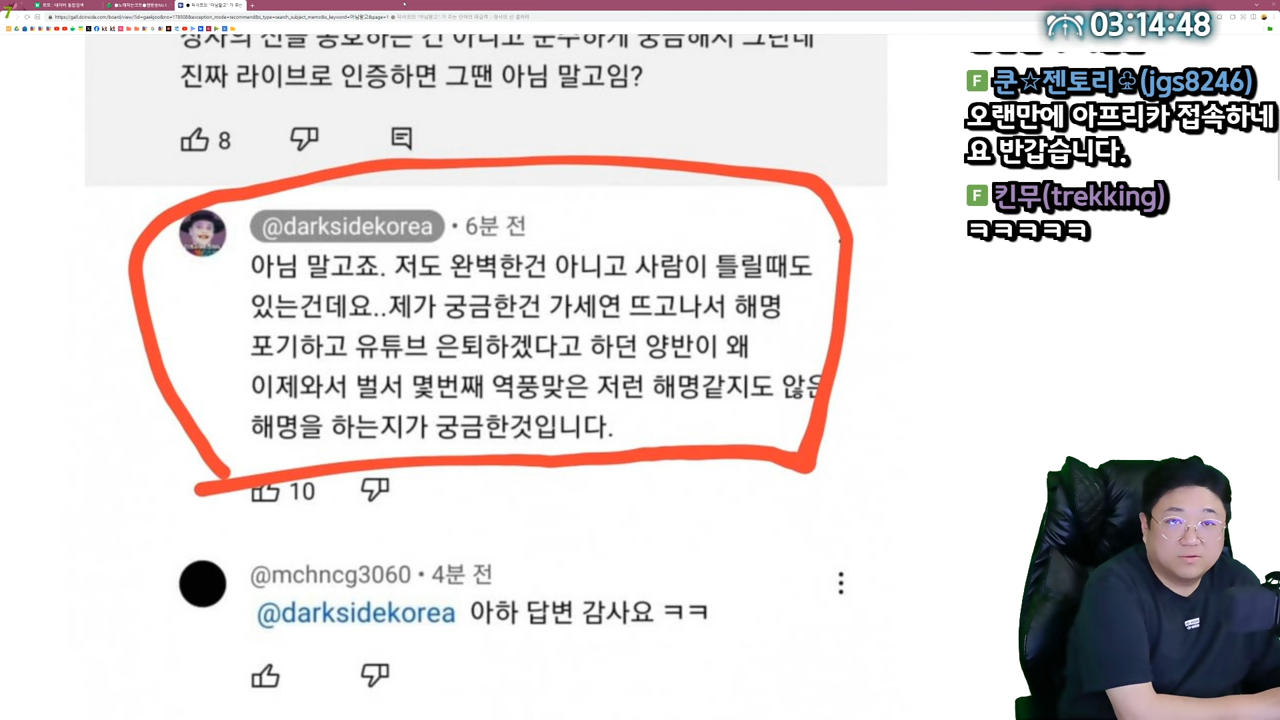 03:14:48
진짜 라이브로 인증하면 그땐 아님 말고임?
8
@darksidekorea • 6분 전
아님 말고죠. 저도 완벽한건 아니고 사람이 틀릴때도
있는건데요..제가 궁금한건 가세연 뜨고나서 해명
포기하고 유튜브 은퇴하겠다고 하던 양반이 왜
이제와서 벌서 몇번째 역풍맞은 저런 해명같지도 않은
해명을 하는지가 궁금한것입니다.
10
@mchncg3060 • 4분 전
@darksidekorea 아하 답변 감사요 ㅋㅋ
F 쿤☆젠토리♧(jgs8246)
오랜만에 아프리카 접속하네
요 반갑습니다.
F 킨무(trekking)
ㅋㅋㅋㅋㅋ